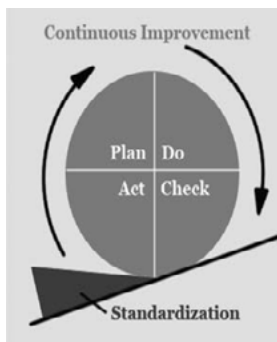 Continuous Improvement
Plan Do
Act Check
Standardization